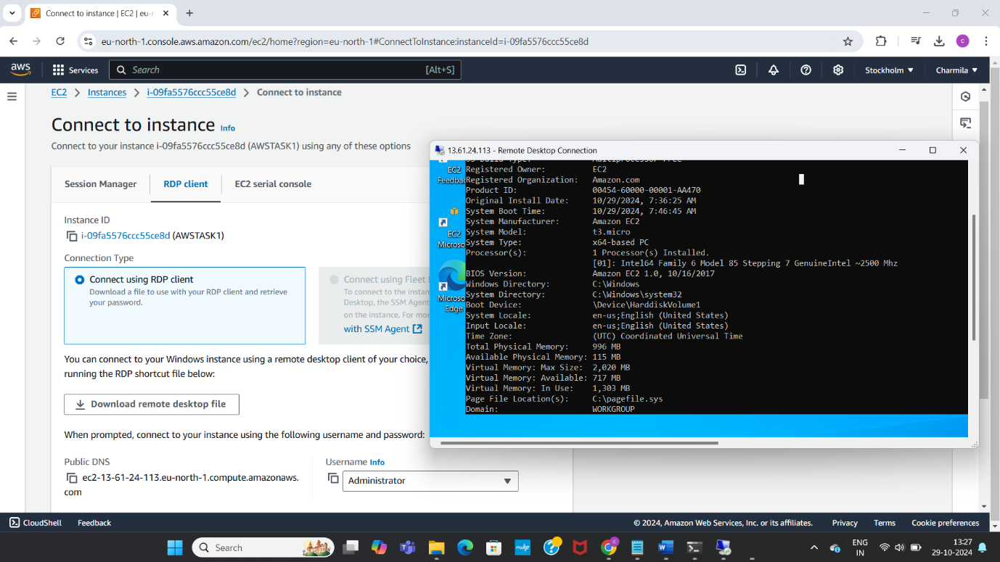 Connect to instance | EC2 | eu-n
eu-north-1.console.aws.amazon.com/ec2/home?region=eu-north-1#ConnectToInstance:instanceId=i-09fa5576ccc55ce8d
aws
Services
Search
[Alt+S]
Stockholm
Charmila
EC2 > Instances > i-09fa5576ccc55ce8d > Connect to instance
Connect to instance Info
Connect to your instance i-09fa5576ccc55ce8d (AWSTASK1) using any of these options
Session Manager
RDP client
EC2 serial console
Instance ID
i-09fa5576ccc55ce8d (AWSTASK1)
Connection Type
Connect using RDP client
Download a file to use with your RDP client and retrieve
your password.
Connect using Fleet
To connect to the instan
Desktop, the SSM Agent
on the instance. For mor
with SSM Agent
You can connect to your Windows instance using a remote desktop client of your choice,
running the RDP shortcut file below:
Download remote desktop file
When prompted, connect to your instance using the following username and password:
Public DNS
ec2-13-61-24-113.eu-north-1.compute.amazonaws.
com
Username Info
Administrator
13.61.24.113 - Remote Desktop Connection
EC2
Feedbac
EC2
Microso
Microso
Edge
OS Build Type: Multiprocessor Free
Registered Owner: EC2
Registered Organization: Amazon.com
Product ID: 00454-60000-00001-AA470
Original Install Date: 10/29/2024, 7:36:25 AM
System Boot Time: 10/29/2024, 7:46:45 AM
System Manufacturer: Amazon EC2
System Model: t3.micro
System Type: x64-based PC
Processor(s): 1 Processor(s) Installed.
[01]: Intel64 Family 6 Model 85 Stepping 7 GenuineIntel ~2500 Mhz
BIOS Version: Amazon EC2 1.0, 10/16/2017
Windows Directory: C:\Windows
System Directory: C:\Windows\system32
Boot Device: \Device\HarddiskVolume1
System Locale: en-us;English (United States)
Input Locale: en-us;English (United States)
Time Zone: (UTC) Coordinated Universal Time
Total Physical Memory: 996 MB
Available Physical Memory: 115 MB
Virtual Memory: Max Size: 2,020 MB
Virtual Memory: Available: 717 MB
Virtual Memory: In Use: 1,303 MB
Page File Location(s): C:\pagefile.sys
Domain: WORKGROUP
CloudShell
Feedback
© 2024, Amazon Web Services, Inc. or its affiliates.
Privacy
Terms
Cookie preferences
Search
myhp
ENG
IN
13:27
29-10-2024